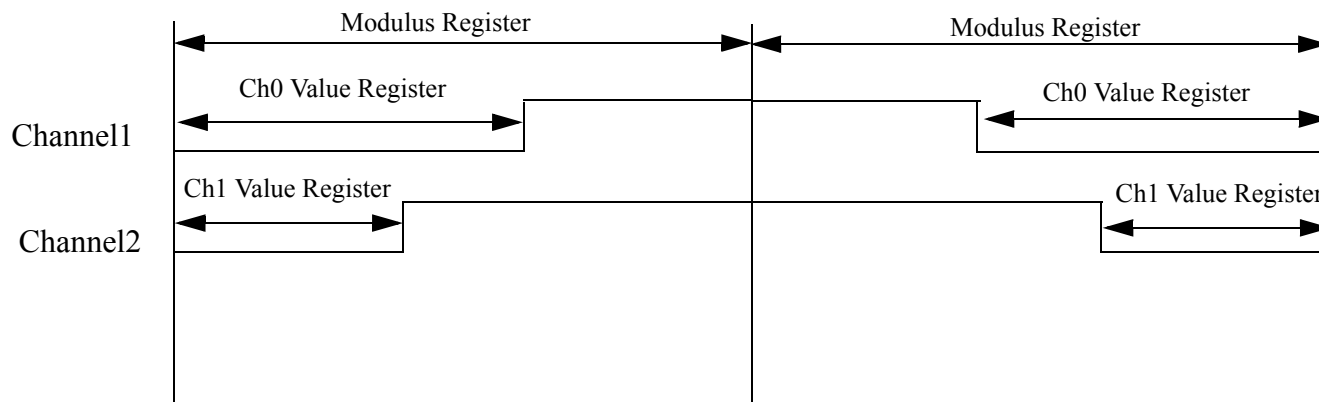 Modulus Register
Modulus Register
Ch0 Value Register
Ch0 Value Register
Channel1
Ch1 Value Register
Ch1 Value Register
Channel2